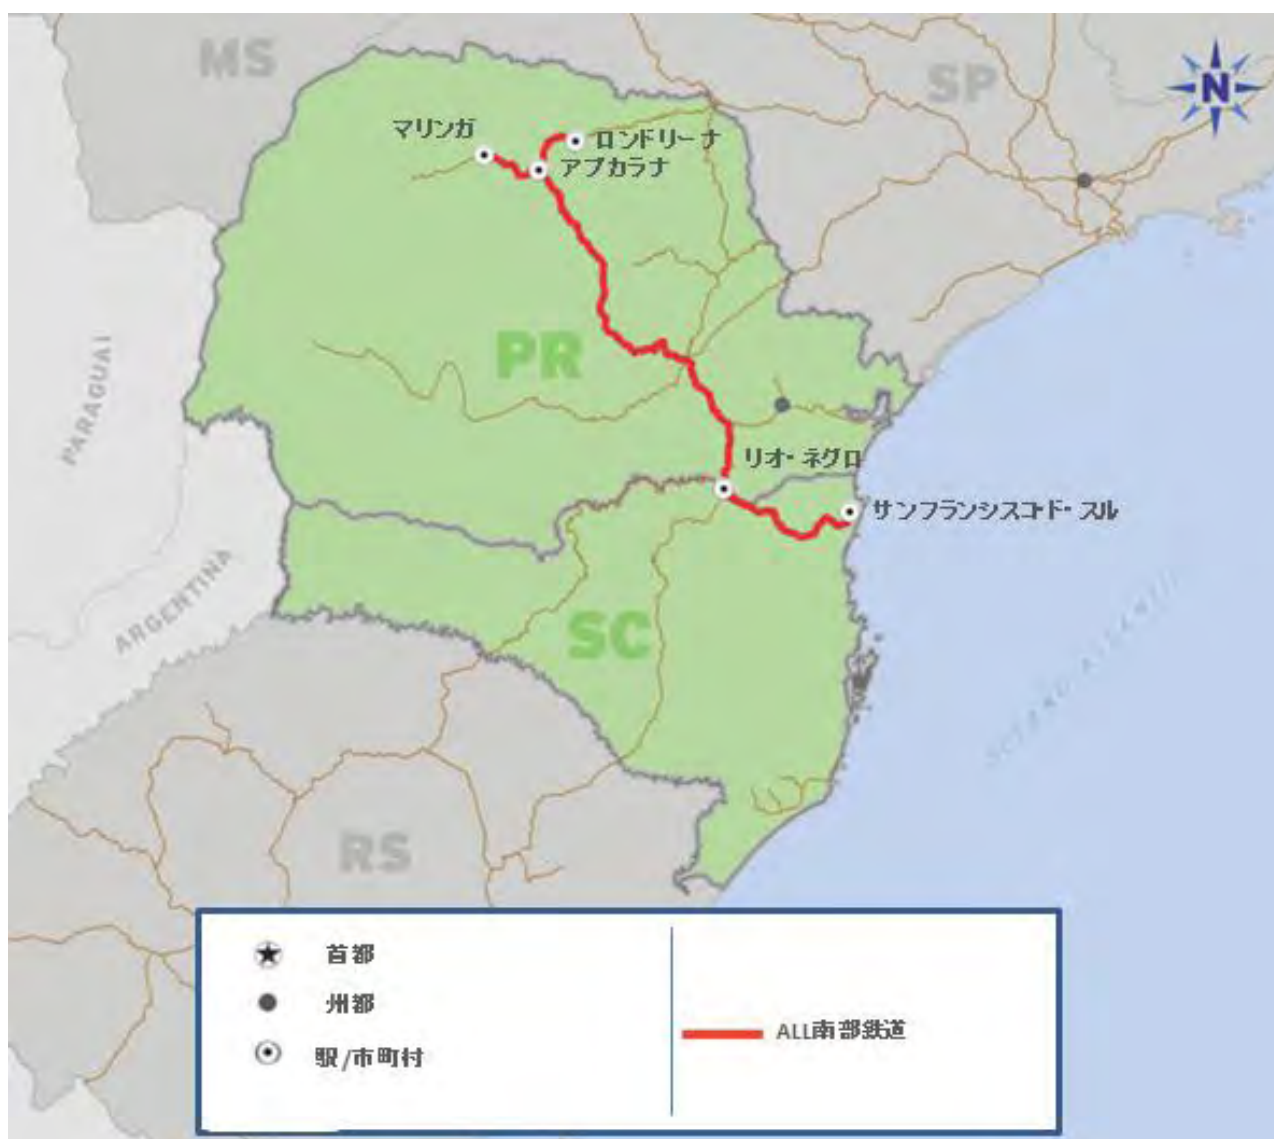 MS
SP
N
マリンガ
ロンドリーナ
アプカラナ
PARAGUAI
PR
リオ・ネグロ
サンフランシスコド・スル
ARGENTINA
SC
RS
首都
州都
駅/市町村
ALL南部鉄道